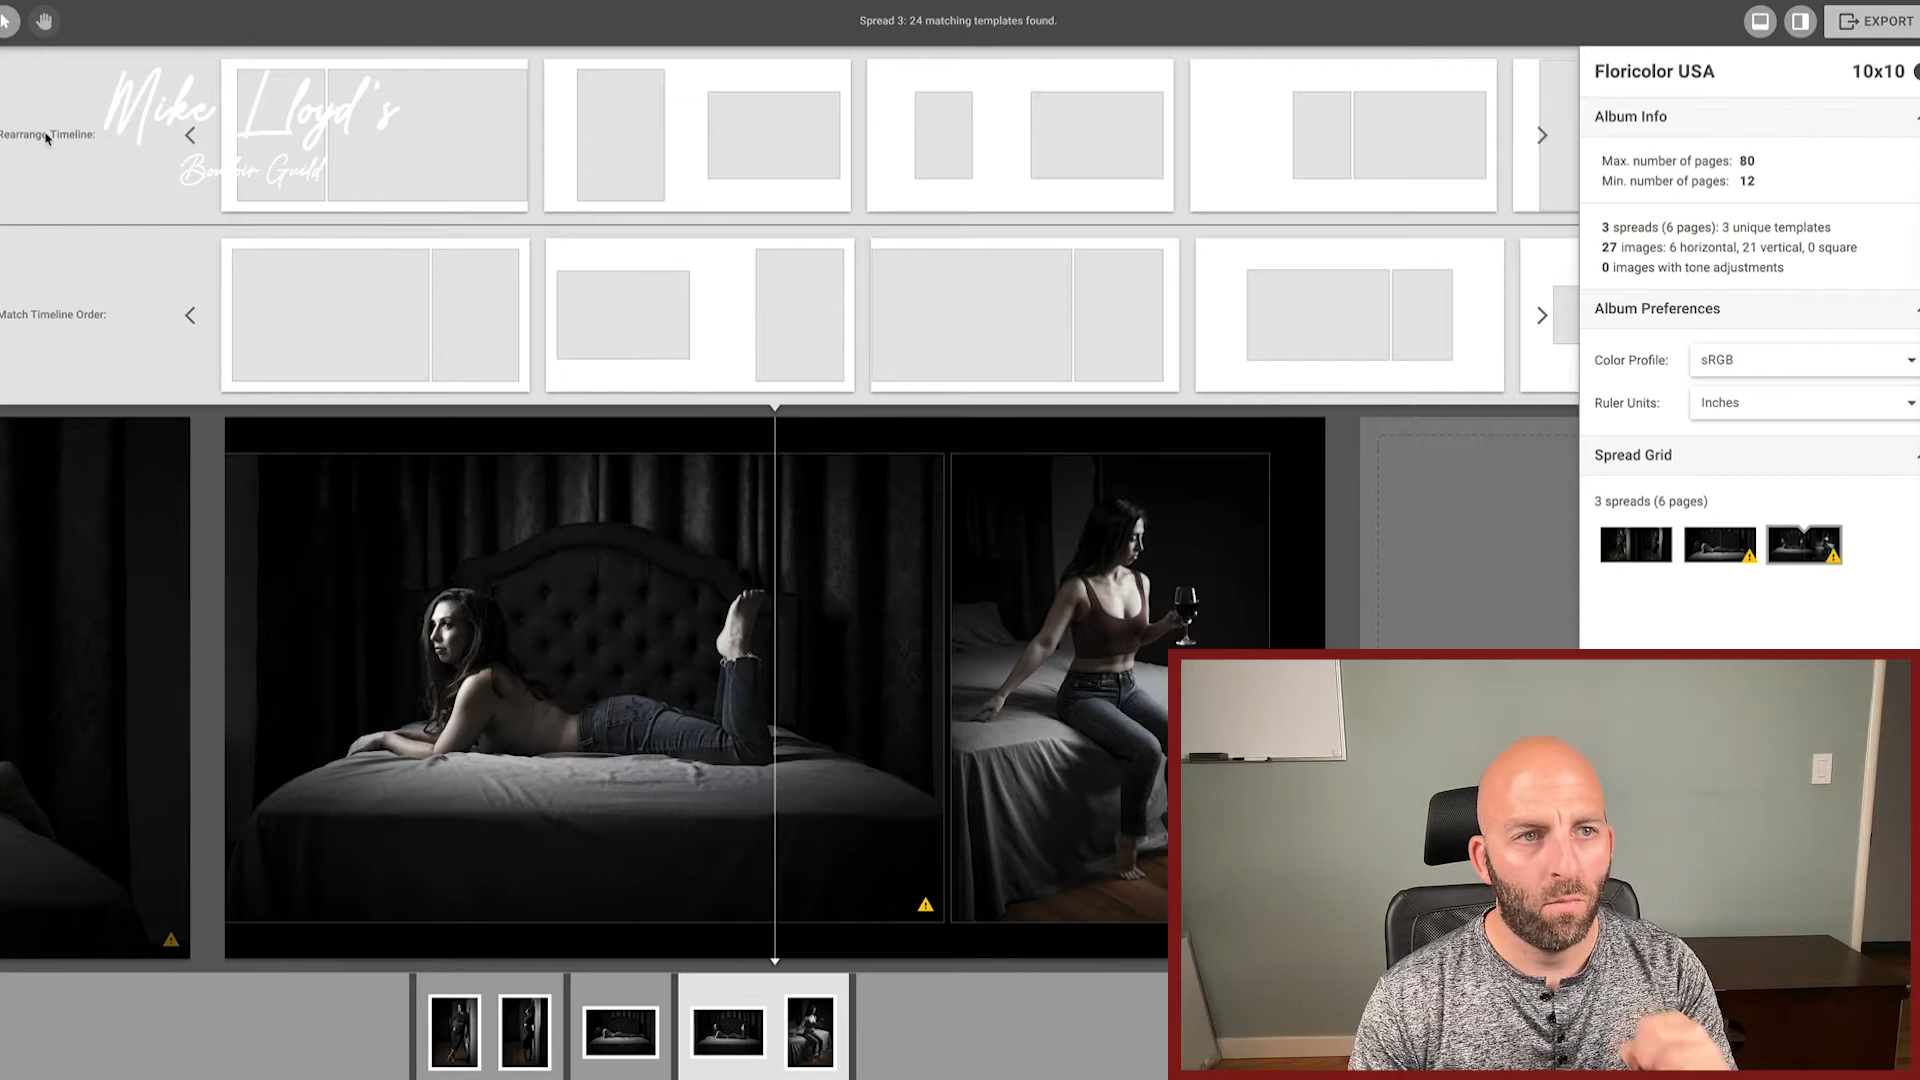 Spread 3: 24 matching templates found.
EXPORT
Mike Lloyd's
Boudoir Guild
Rearrange Timeline:
Match Timeline Order:
Floricolor USA
10x10
Album Info
Max. number of pages: 80
Min. number of pages: 12
3 spreads (6 pages): 3 unique templates
27 images: 6 horizontal, 21 vertical, 0 square
0 images with tone adjustments
Album Preferences
Color Profile: sRGB
Ruler Units: Inches
Spread Grid
3 spreads (6 pages)